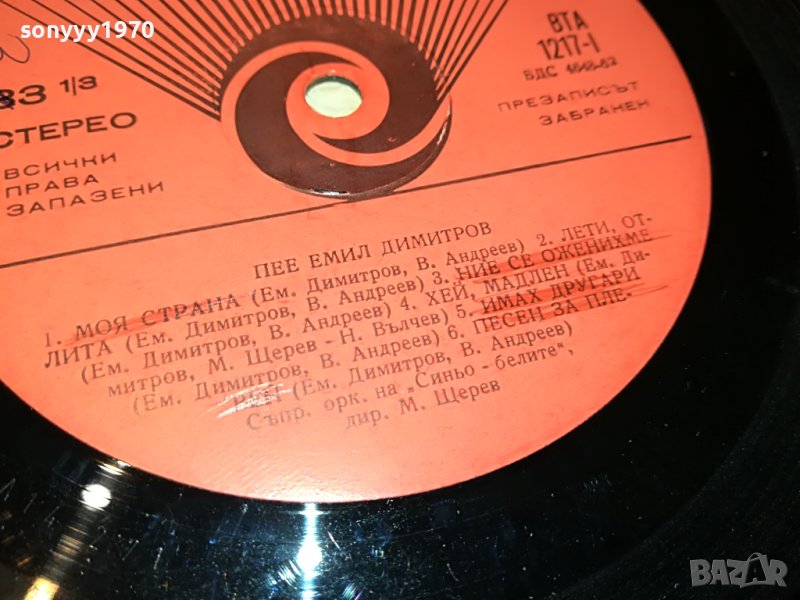 sonyyy1970
33 1/3
СТЕРЕО
ВСИЧКИ
ПРАВА
ЗАПАЗЕНИ
ВТА
1217-I
БДС 4848-82
ПРЕЗАПИСЪТ
ЗАБРАНЕН
ПЕЕ ЕМИЛ ДИМИТРОВ
1. МОЯ СТРАНА (Ем. Димитров, В. Андреев) 2. ЛЕТИ, ОТ-
ЛИТА (Ем. Димитров, В. Андреев) 3. НИЕ СЕ ОЖЕНИХМЕ
(Ем. Димитров, В. Андреев) 4. ХЕЙ, МАДЛЕН (Ем. Ди-
митров, М. Щерев - Н. Вълчев) 5. ИМАХ ДРУГАРИ
(Ем. Димитров, В. Андреев) 6. ПЕСЕН ЗА ПЛЕ-
(Ем. Димитров, В. Андреев)
Съпр. орк. на „Синьо - белите",
дир. М. Щерев
BAZAR